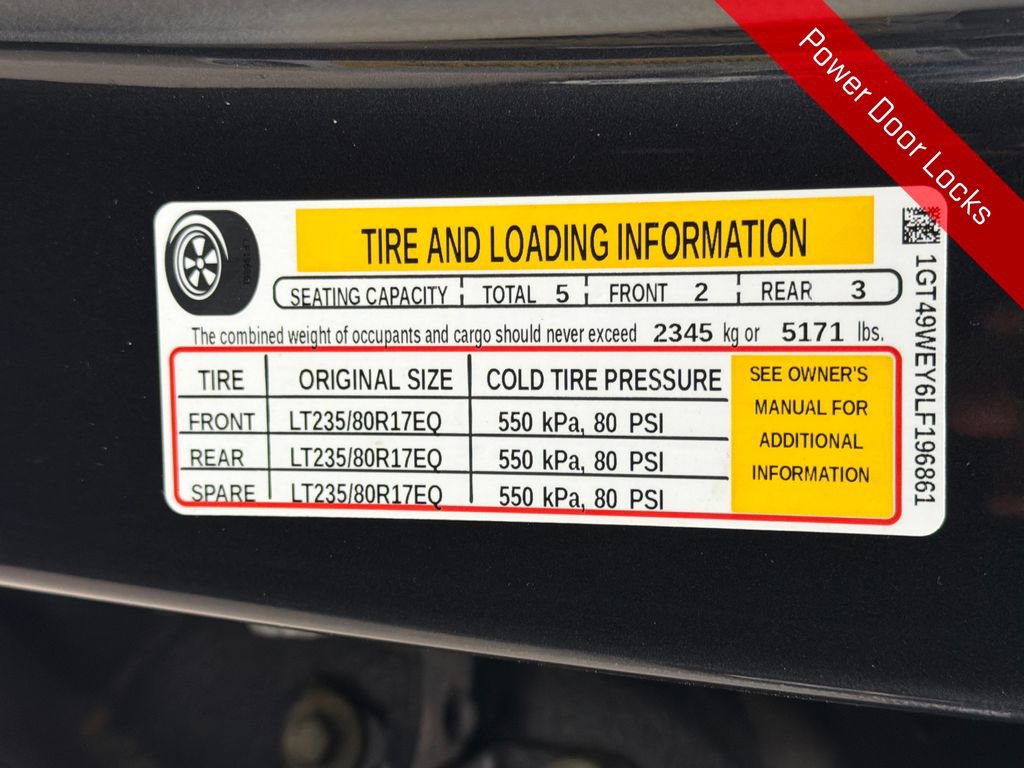 Power Door Locks
TIRE AND LOADING INFORMATION
SEATING CAPACITY TOTAL 5 FRONT 2 REAR 3
The combined weight of occupants and cargo should never exceed 2345 kg or 5171 lbs.
TIRE ORIGINAL SIZE COLD TIRE PRESSURE
FRONT LT235/80R17EQ 550 kPa, 80 PSI
REAR LT235/80R17EQ 550 kPa, 80 PSI
SPARE LT235/80R17EQ 550 kPa, 80 PSI
SEE OWNER'S
MANUAL FOR
ADDITIONAL
INFORMATION
1GT49WEY6LF196861